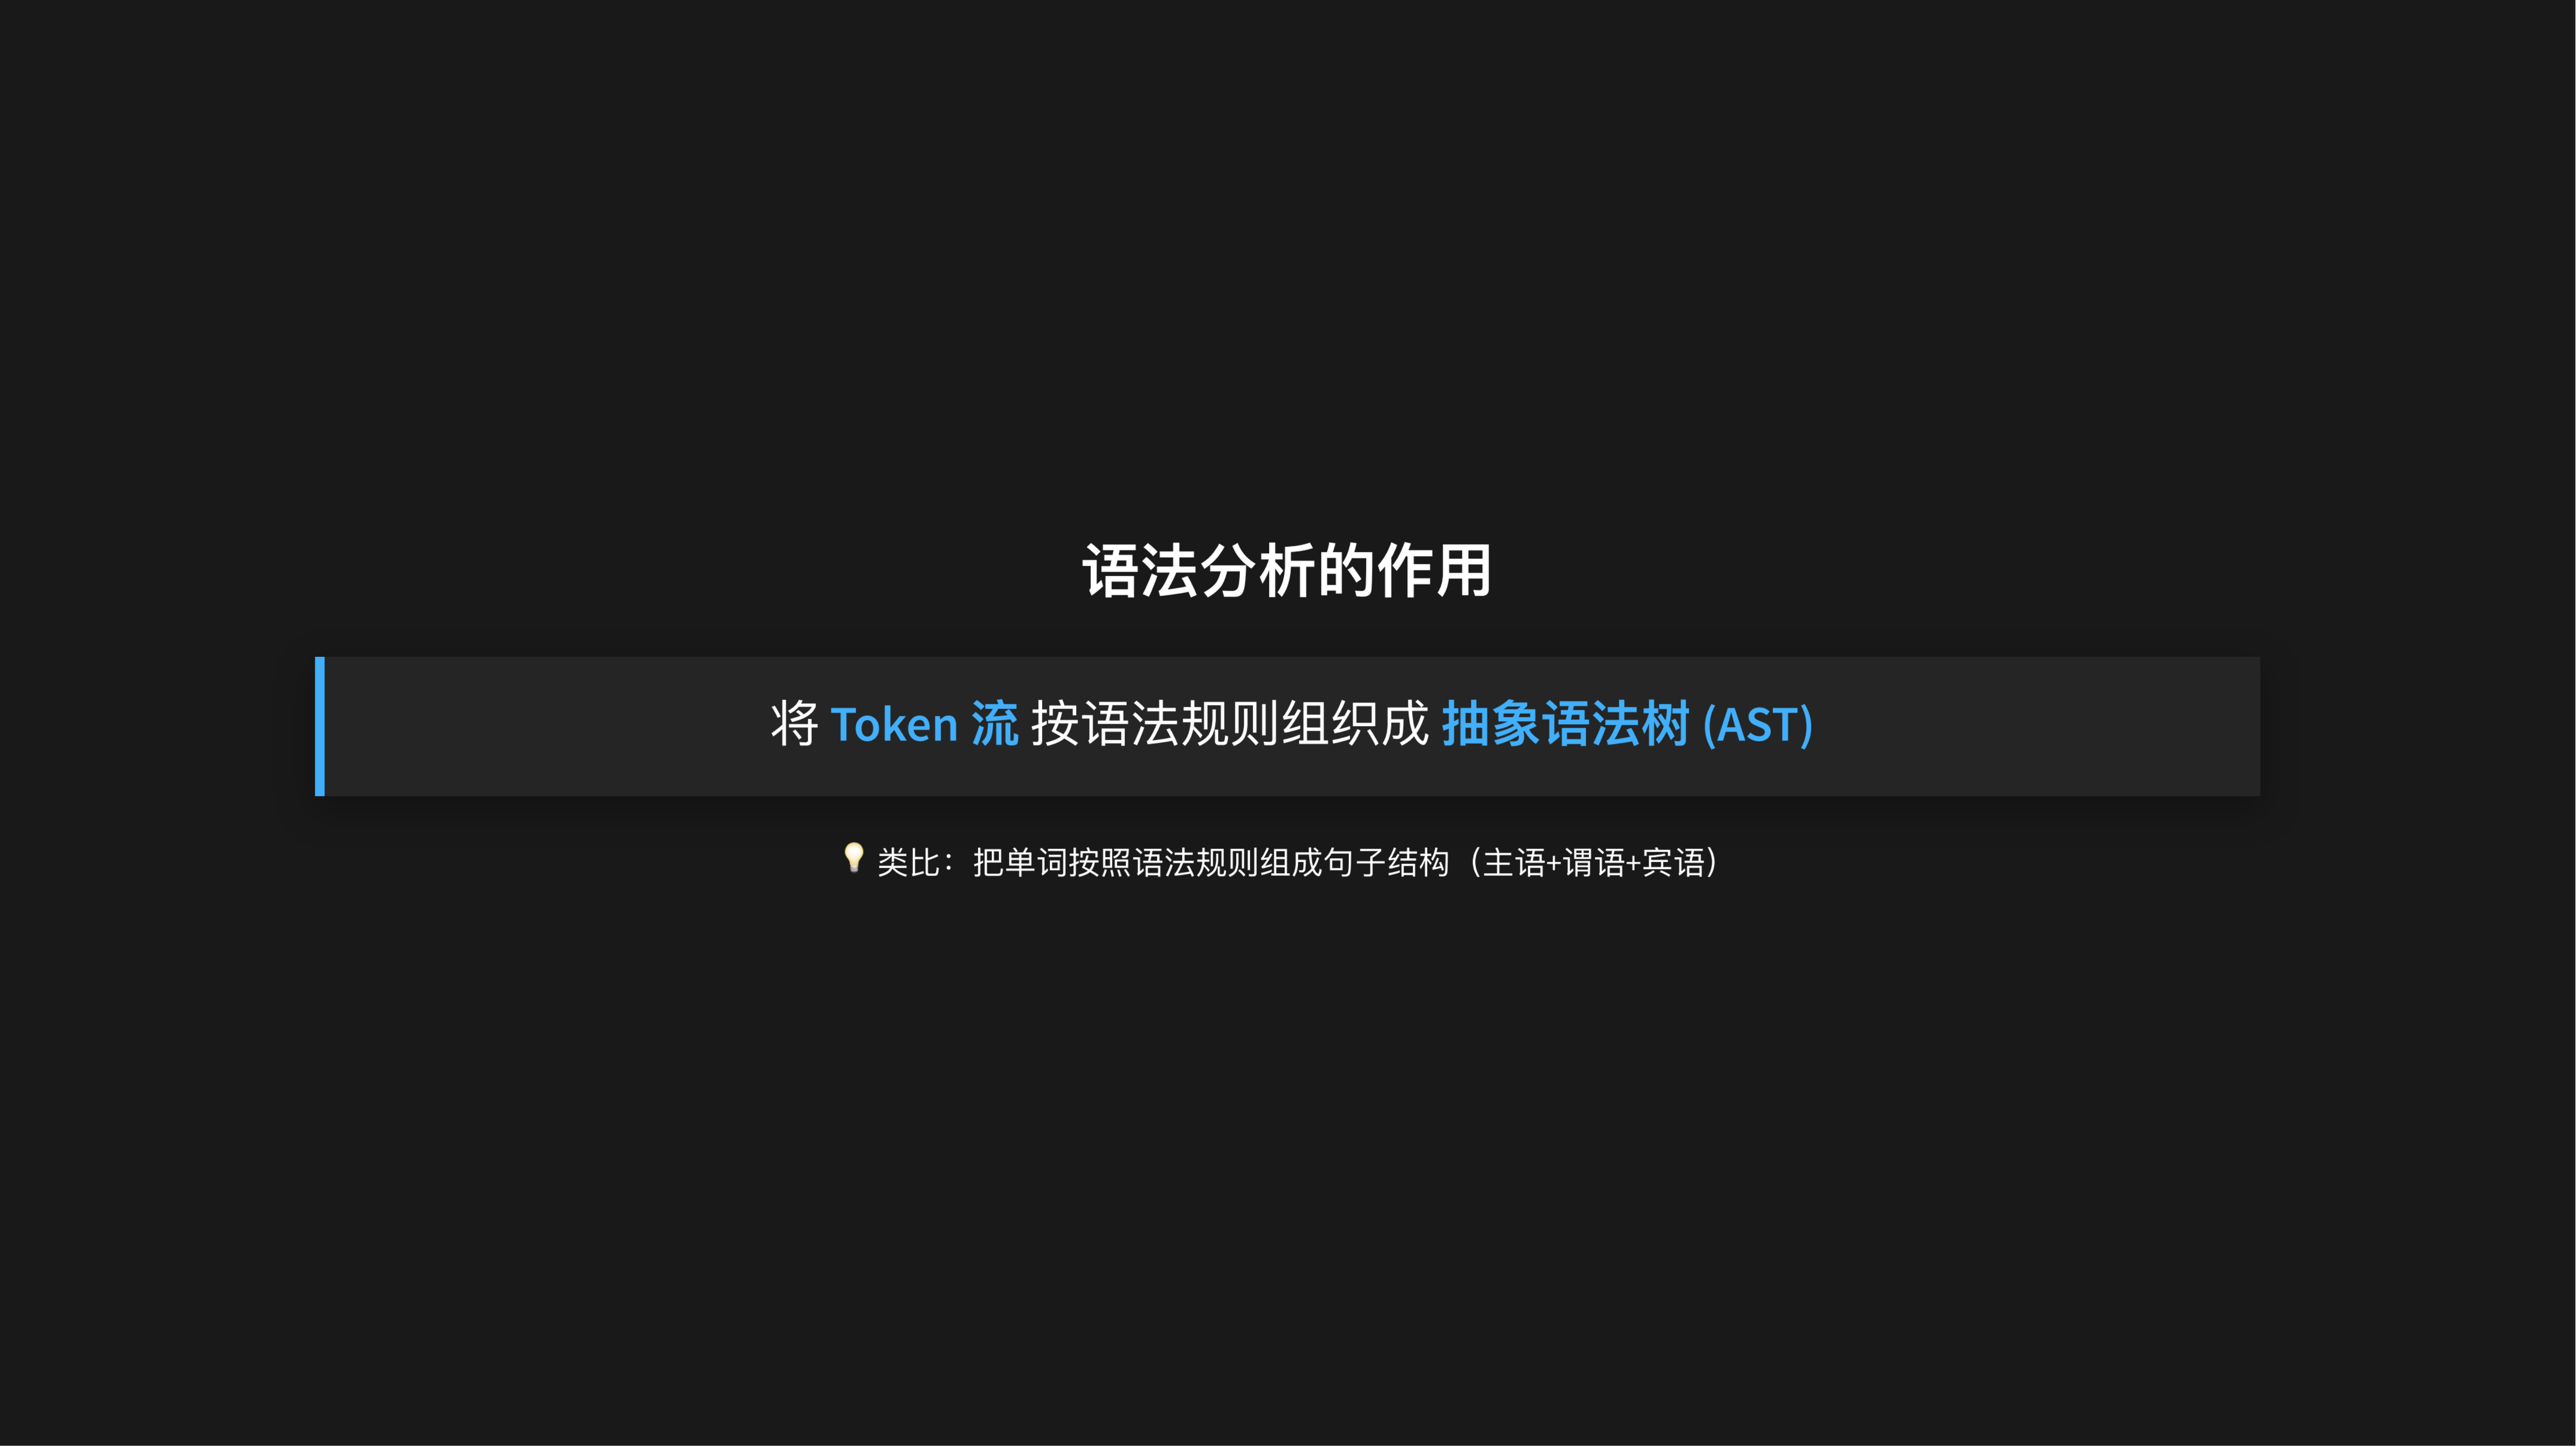 语法分析的作用
将 Token 流 按语法规则组织成 抽象语法树 (AST)
💡 类比：把单词按照语法规则组成句子结构（主语+谓语+宾语）